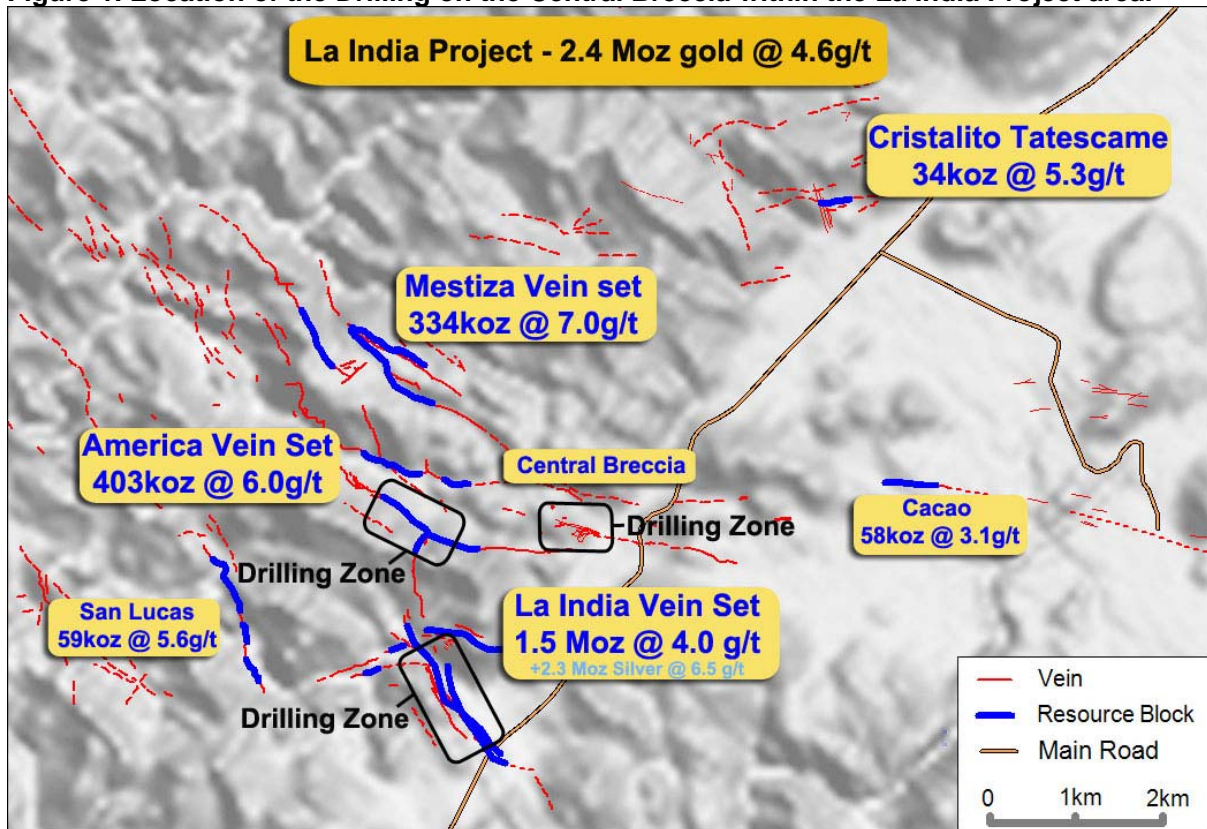 Figure 1: Location of the Drilling on the Central Breccia within the La India Project area.
La India Project - 2.4 Moz gold @ 4.6g/t
Cristalito Tatescame
34koz @ 5.3g/t
Mestiza Vein set
334koz @ 7.0g/t
America Vein Set
403koz @ 6.0g/t
Central Breccia
Cacao
58koz @ 3.1g/t
Drilling Zone
Drilling Zone
San Lucas
59koz @ 5.6g/t
La India Vein Set
1.5 Moz @ 4.0 g/t
+2.3 Moz Silver @ 6.5 g/t
Drilling Zone
Vein
Resource Block
Main Road
0 1km 2km